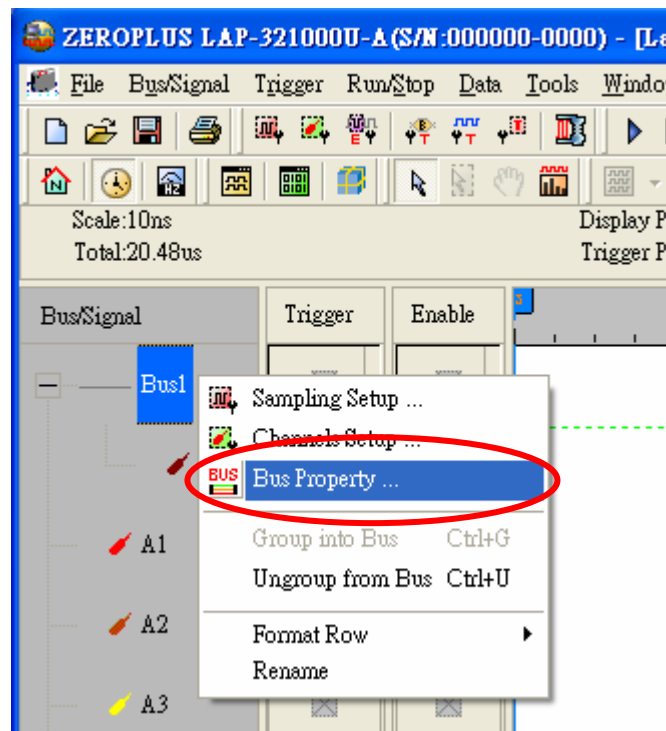 ZEROPLUS LAP-321000U-A(S/N:000000-0000) - [La
File Bus/Signal Trigger Run/Stop Data Tools Windo
Scale:10ns
Display P
Total:20.48us
Trigger P
Bus/Signal Trigger Enable
Bus1
Sampling Setup ...
Channels Setup ...
BUS Bus Property ...
Group into Bus Ctrl+G
Ungroup from Bus Ctrl+U
Format Row
Rename
A1
A2
A3